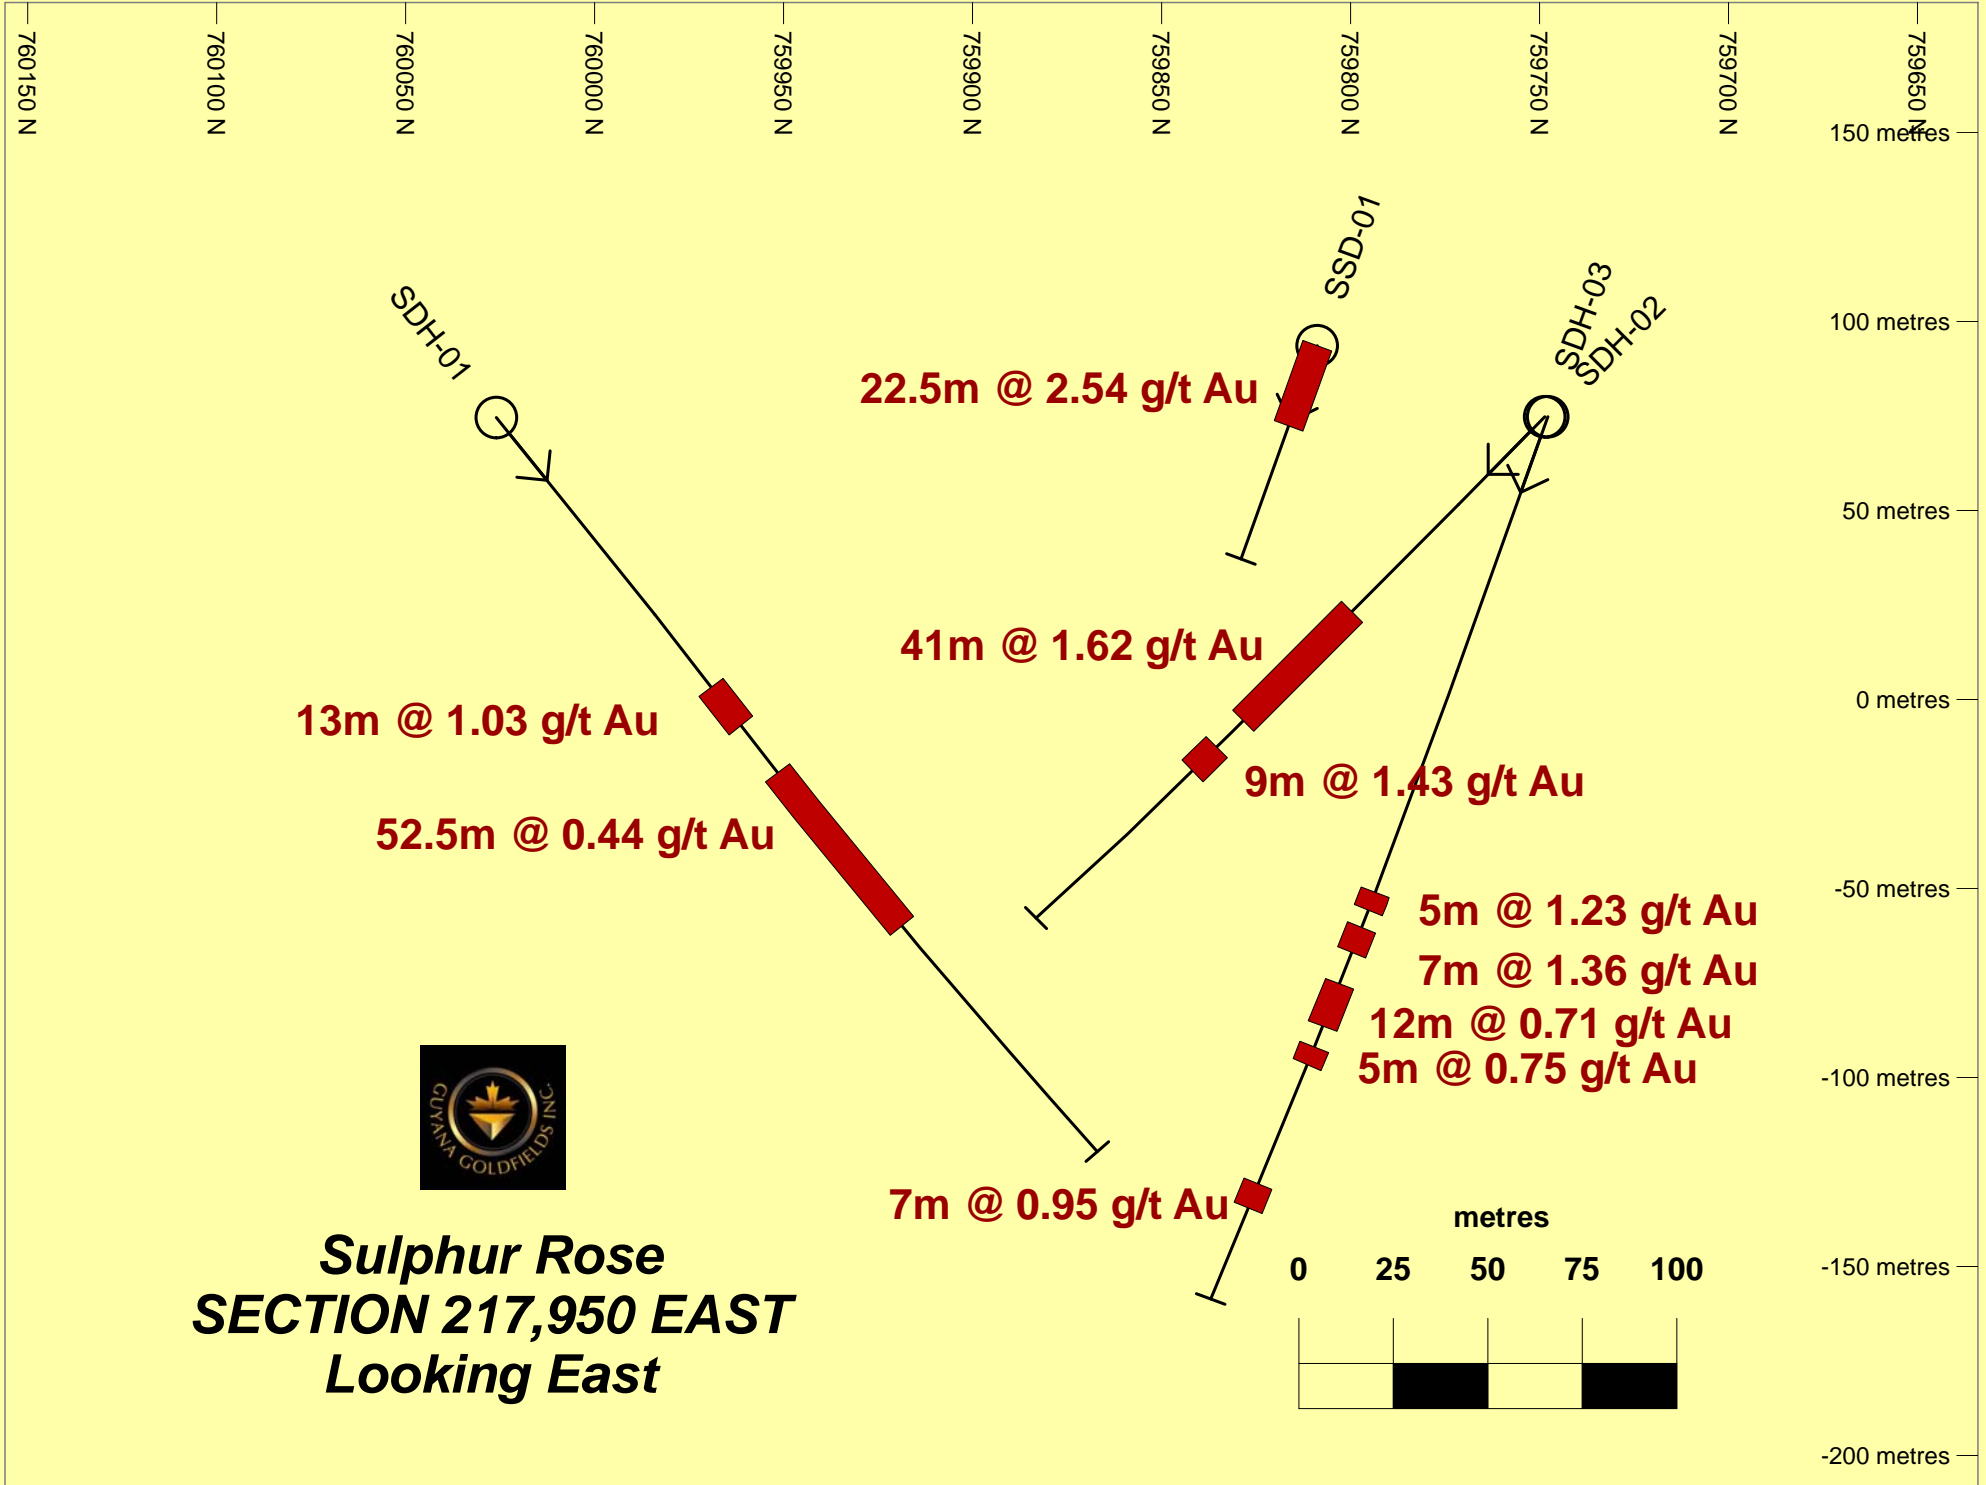 760150 N
760100 N
760050 N
760000 N
759950 N
759900 N
759850 N
759800 N
759750 N
759700 N
759650 N
150 metres
SSD-01
SDH-03
SDH-02
SDH-01
100 metres
22.5m @ 2.54 g/t Au
50 metres
41m @ 1.62 g/t Au
0 metres
13m @ 1.03 g/t Au
9m @ 1.43 g/t Au
52.5m @ 0.44 g/t Au
-50 metres
5m @ 1.23 g/t Au
7m @ 1.36 g/t Au
12m @ 0.71 g/t Au
5m @ 0.75 g/t Au
-100 metres
GUYANA GOLDFIELDS INC.
7m @ 0.95 g/t Au
metres
0 25 50 75 100
-150 metres
Sulphur Rose
SECTION 217,950 EAST
Looking East
-200 metres